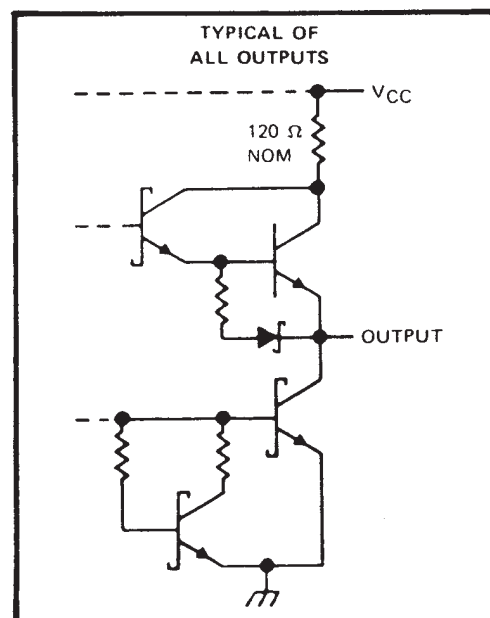 TYPICAL OF
ALL OUTPUTS
VCC
120 Ω
NOM
OUTPUT